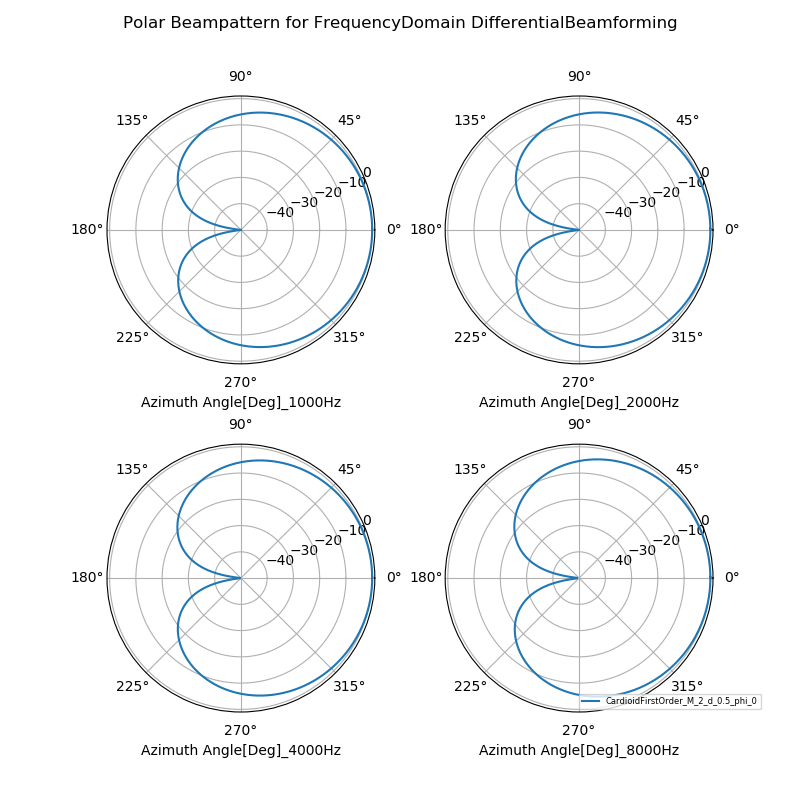 Polar Beampattern for FrequencyDomain DifferentialBeamforming
90° 90°
135° 45° 135° 45°
0 0
−10 −10
−20 −20
−30 −30
−40 −40
180° 0° 180° 0°
225° 315° 225° 315°
270° 270°
Azimuth Angle[Deg]_1000Hz Azimuth Angle[Deg]_2000Hz
90° 90°
135° 45° 135° 45°
0 0
−10 −10
−20 −20
−30 −30
−40 −40
180° 0° 180° 0°
225° 315° 225° 315°
CardioidFirstOrder_M_2_d_0.5_phi_0
270° 270°
Azimuth Angle[Deg]_4000Hz Azimuth Angle[Deg]_8000Hz